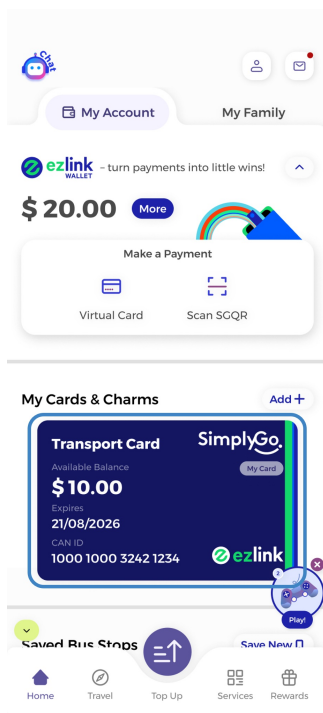 Chat
My Account
My Family
ezlink WALLET – turn payments into little wins!
$20.00 More
Make a Payment
Virtual Card Scan SGQR
My Cards & Charms Add +
Transport Card SimplyGo.
Available Balance My Card
$10.00
Expires
21/08/2026
CAN ID
1000 1000 3242 1234 ezlink
2
Play!
Saved Bus Stops Save New
Home Travel Top Up Services Rewards